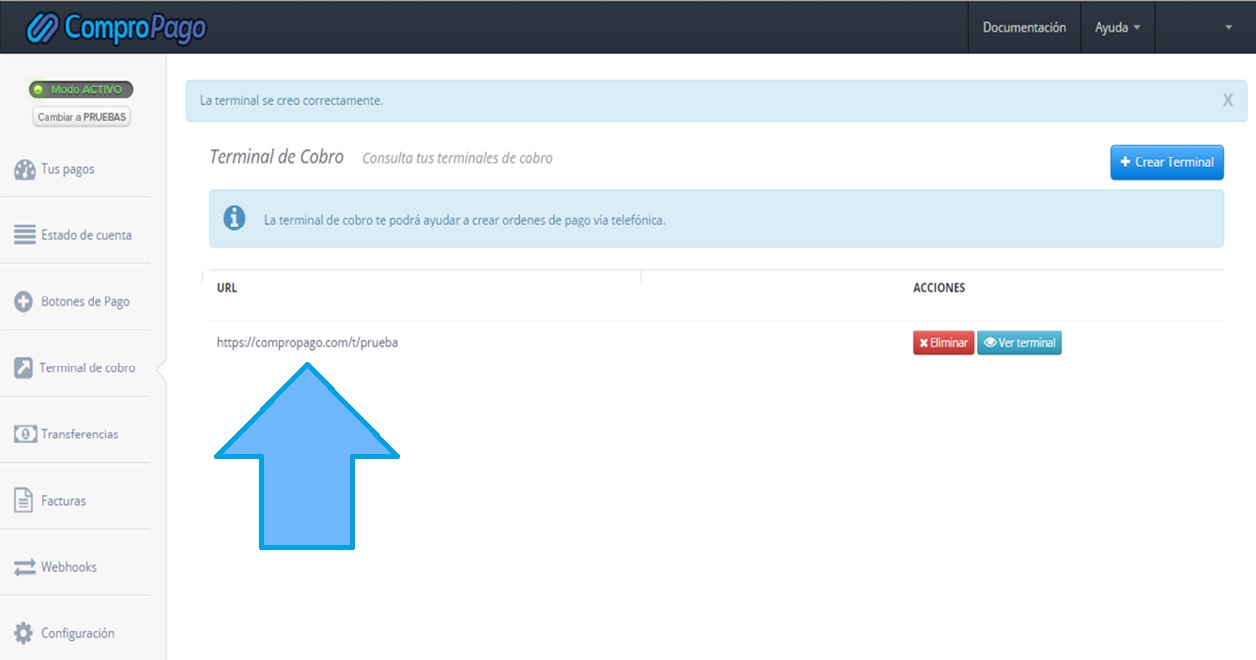 ComproPago
Documentación
Ayuda
Modo ACTIVO
Cambiar a PRUEBAS
Tus pagos
Estado de cuenta
Botones de Pago
Terminal de cobro
Transferencias
Facturas
Webhooks
Configuración
La terminal se creo correctamente.
X
Terminal de Cobro Consulta tus terminales de cobro
Crear Terminal
La terminal de cobro te podrá ayudar a crear ordenes de pago vía telefónica.
URL ACCIONES
https://compropago.com/t/prueba Eliminar Ver terminal